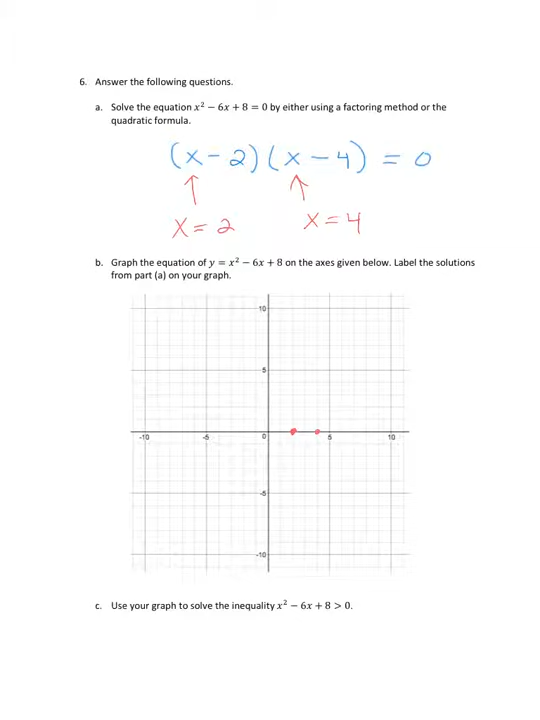 6. Answer the following questions.
a. Solve the equation x² − 6x + 8 = 0 by either using a factoring method or the
quadratic formula.
(x − 2)(x − 4) = 0
x = 2 x = 4
b. Graph the equation of y = x² − 6x + 8 on the axes given below. Label the solutions
from part (a) on your graph.
10
5
-10 -5 0 5 10
-5
-10
c. Use your graph to solve the inequality x² − 6x + 8 > 0.